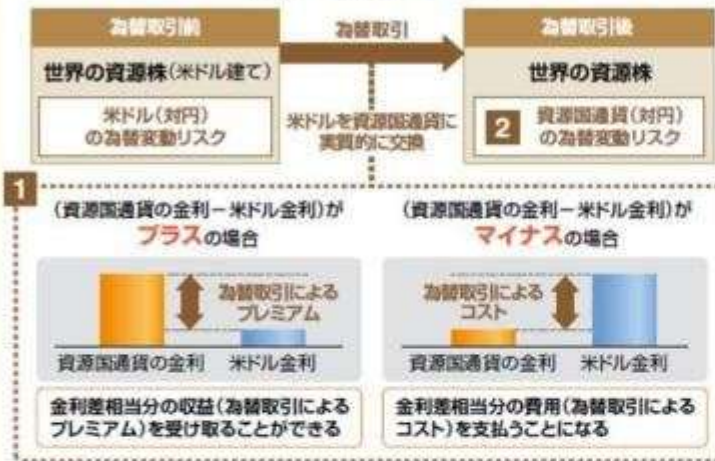 為替取引前
為替取引
為替取引後
世界の資源株(米ドル建て)
世界の資源株
米ドル(対円)
の為替変動リスク
米ドルを資源国通貨に
実質的に交換
2
資源国通貨(対円)
の為替変動リスク
1
(資源国通貨の金利－米ドル金利)が
プラスの場合
(資源国通貨の金利－米ドル金利)が
マイナスの場合
為替取引による
プレミアム
資源国通貨の金利
米ドル金利
為替取引による
コスト
資源国通貨の金利
米ドル金利
金利差相当分の収益(為替取引による
プレミアム)を受け取ることができる
金利差相当分の費用(為替取引による
コスト)を支払うことになる